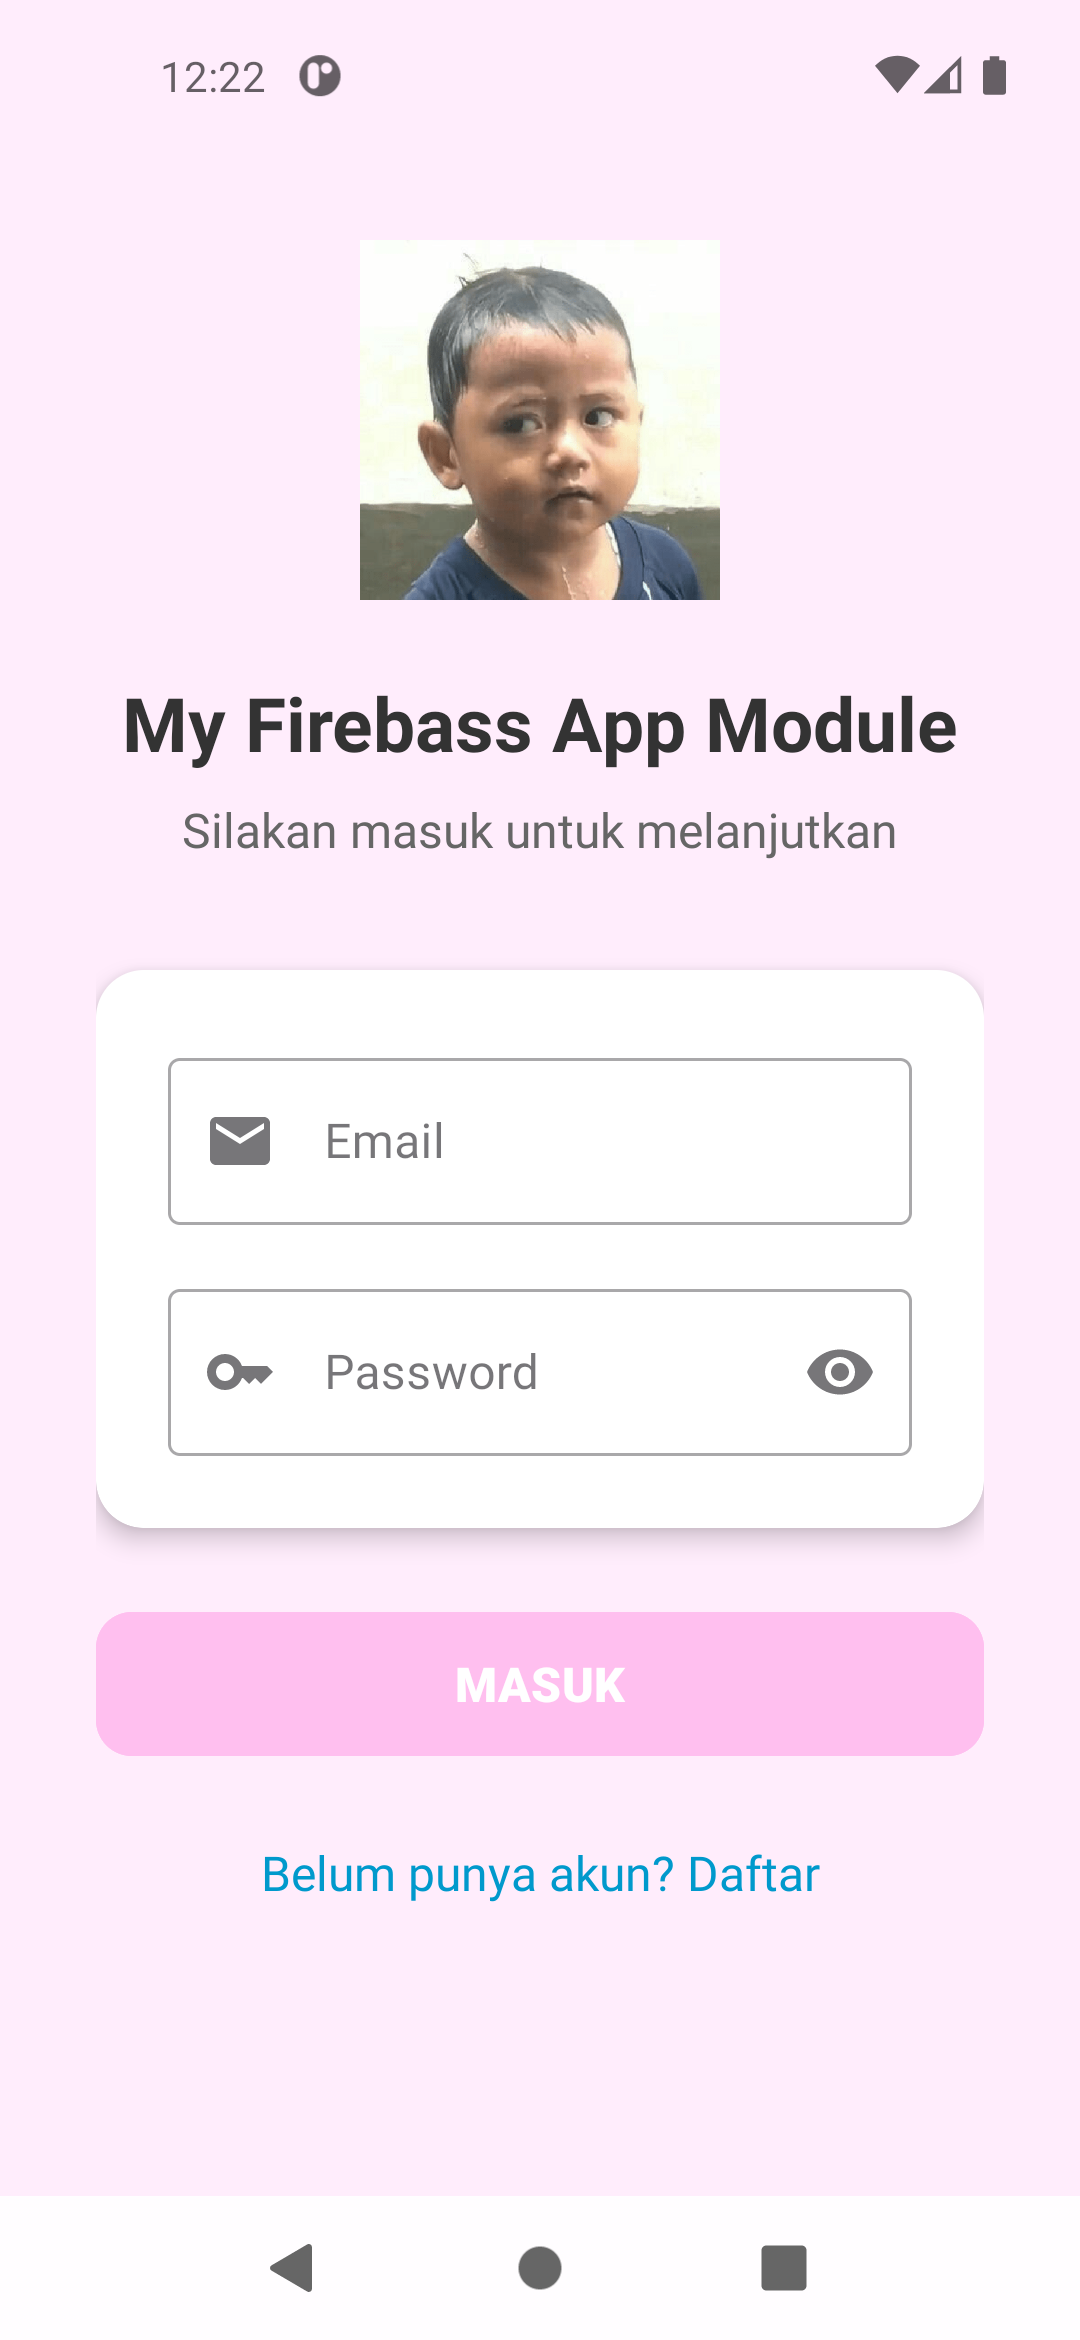 12:22
My Firebass App Module
Silakan masuk untuk melanjutkan
Email
Password
MASUK
Belum punya akun? Daftar